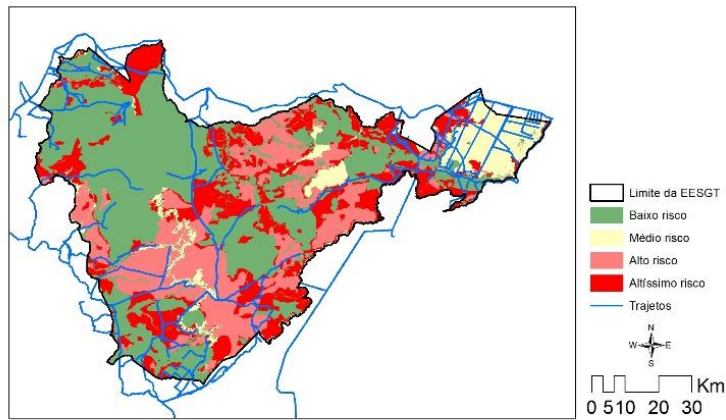 Limite da EESGT
Baixo risco
Médio risco
Alto risco
Altíssimo risco
Trajetos
N
W E
S
Km
0 5 10 20 30